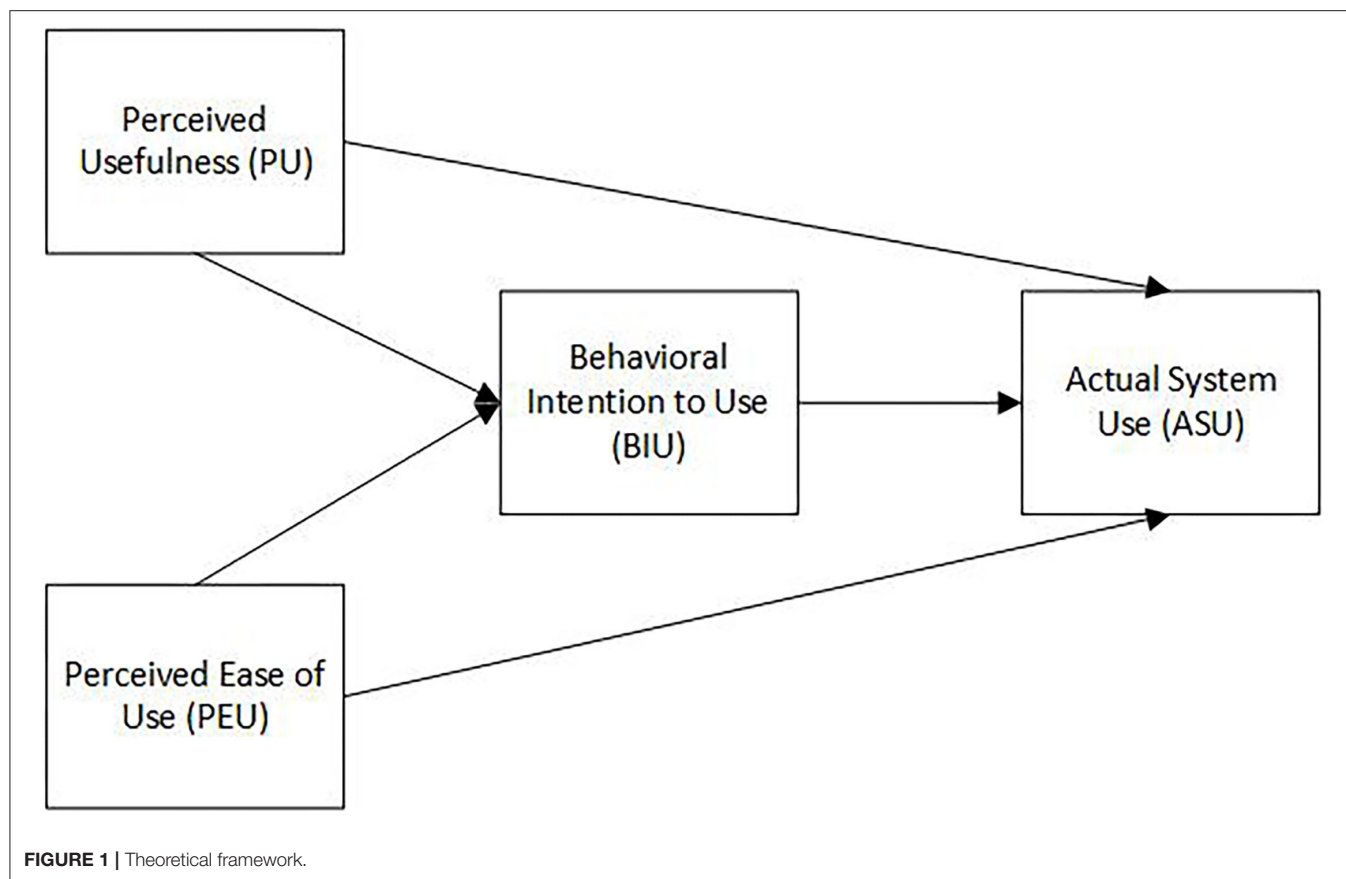 Perceived
Usefulness (PU)
Behavioral
Intention to Use
(BIU)
Actual System
Use (ASU)
Perceived Ease of
Use (PEU)
FIGURE 1 | Theoretical framework.